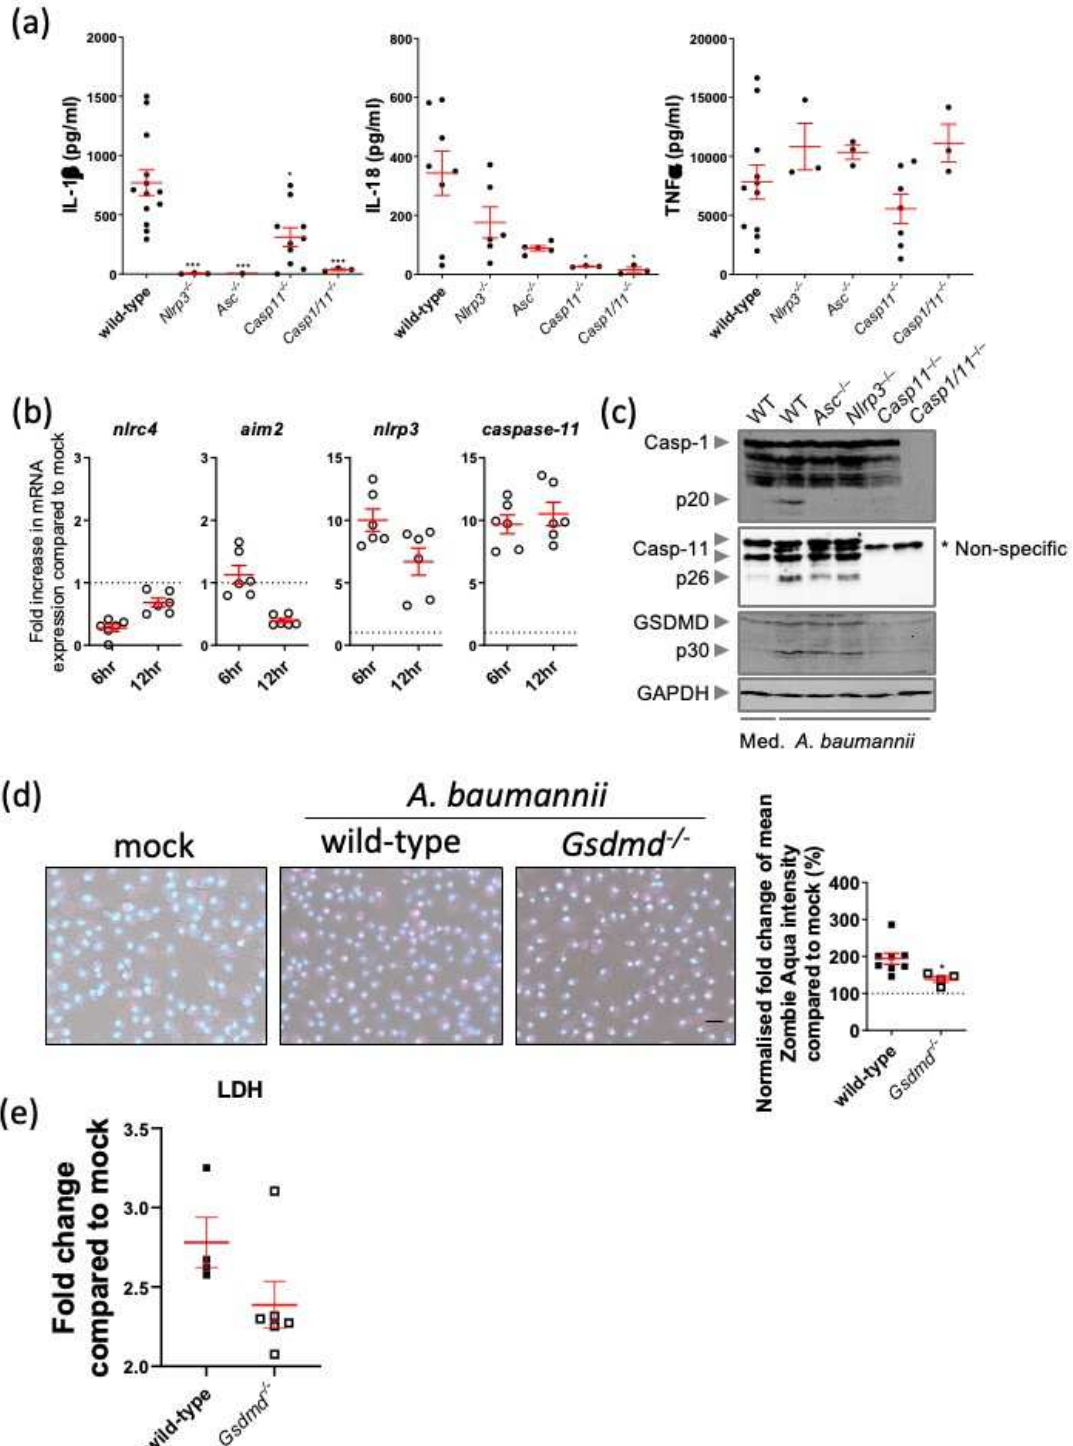 (a)
2000
1500
1000
500
0
IL-1β (pg/ml)
*** *** * ***
wild-type
Nlrp3-/-
Asc-/-
Casp11-/-
Casp1/11-/-
800
600
400
200
0
IL-18 (pg/ml)
* *
wild-type
Nlrp3-/-
Asc-/-
Casp11-/-
Casp1/11-/-
20000
15000
10000
5000
0
TNFα (pg/ml)
wild-type
Nlrp3-/-
Asc-/-
Casp11-/-
Casp1/11-/-
(b)
Fold increase in mRNA
expression compared to mock
nlrc4
3
2
1
0
6hr
12hr
aim2
3
2
1
0
6hr
12hr
nlrp3
15
10
5
0
6hr
12hr
caspase-11
15
10
5
0
6hr
12hr
(c)
WT
WT
Asc-/-
Nlrp3-/-
Casp11-/-
Casp1/11-/-
Casp-1
p20
Casp-11
* Non-specific
p26
GSDMD
p30
GAPDH
Med. A. baumannii
(d)
A. baumannii
mock
wild-type
Gsdmd-/-
Normalised fold change of mean
Zombie Aqua intensity
compared to mock (%)
400
300
200
100
0
*
wild-type
Gsdmd-/-
(e)
LDH
Fold change
compared to mock
3.5
3.0
2.5
2.0
wild-type
Gsdmd-/-